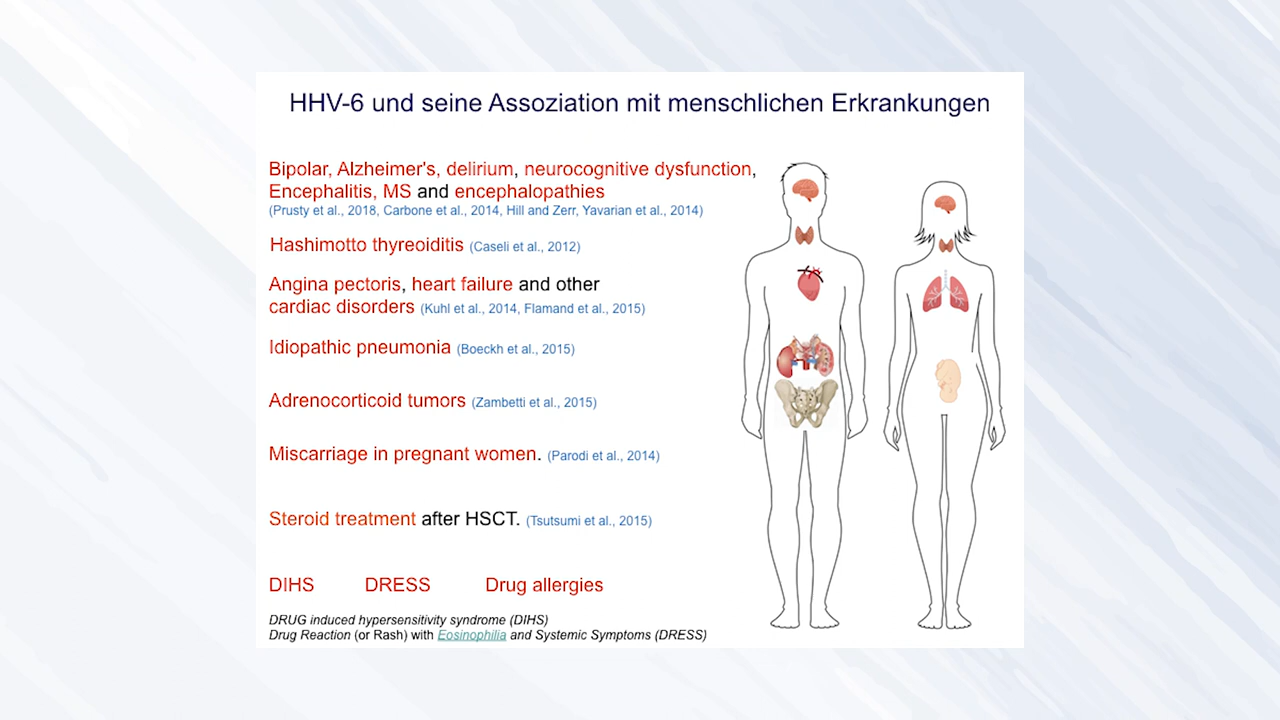 HHV-6 und seine Assoziation mit menschlichen Erkrankungen
Bipolar, Alzheimer's, delirium, neurocognitive dysfunction,
Encephalitis, MS and encephalopathies
(Prusty et al., 2018, Carbone et al., 2014, Hill and Zerr, Yavarian et al., 2014)
Hashimotto thyreoiditis (Caseli et al., 2012)
Angina pectoris, heart failure and other
cardiac disorders (Kuhl et al., 2014, Flamand et al., 2015)
Idiopathic pneumonia (Boeckh et al., 2015)
Adrenocorticoid tumors (Zambetti et al., 2015)
Miscarriage in pregnant women. (Parodi et al., 2014)
Steroid treatment after HSCT. (Tsutsumi et al., 2015)
DIHS DRESS Drug allergies
DRUG induced hypersensitivity syndrome (DIHS)
Drug Reaction (or Rash) with Eosinophilia and Systemic Symptoms (DRESS)